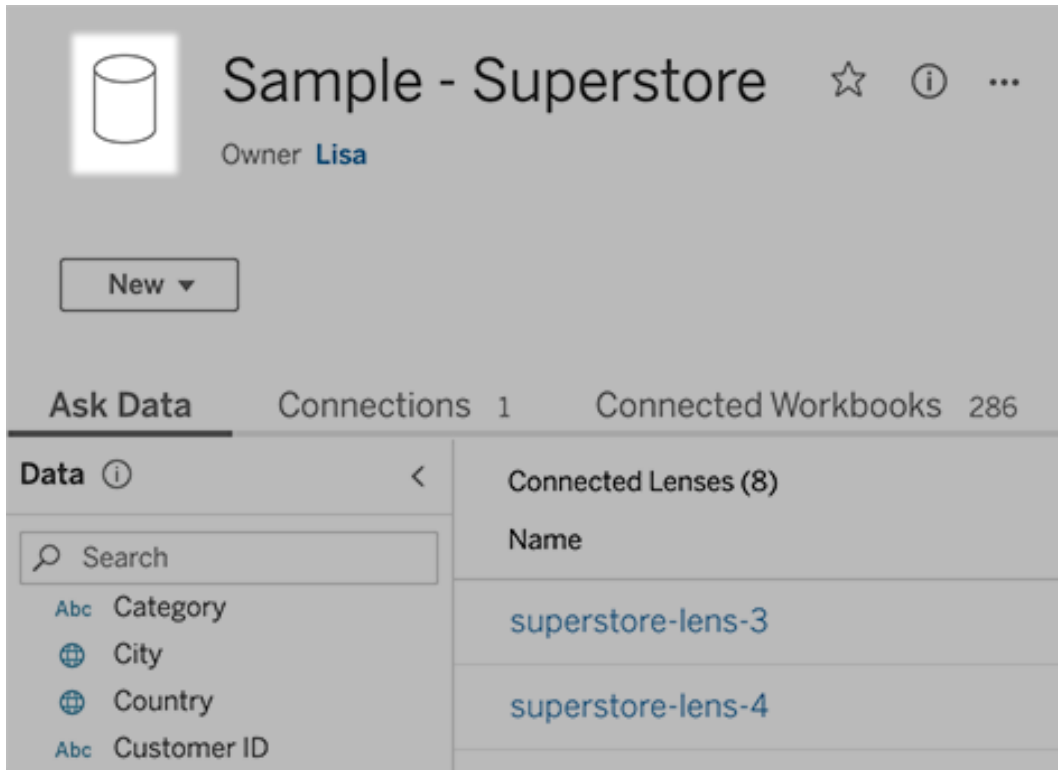 Sample - Superstore
Owner Lisa
New
Ask Data Connections 1 Connected Workbooks 286
Data
Connected Lenses (8)
Search
Name
Abc Category
superstore-lens-3
City
Country
superstore-lens-4
Abc Customer ID